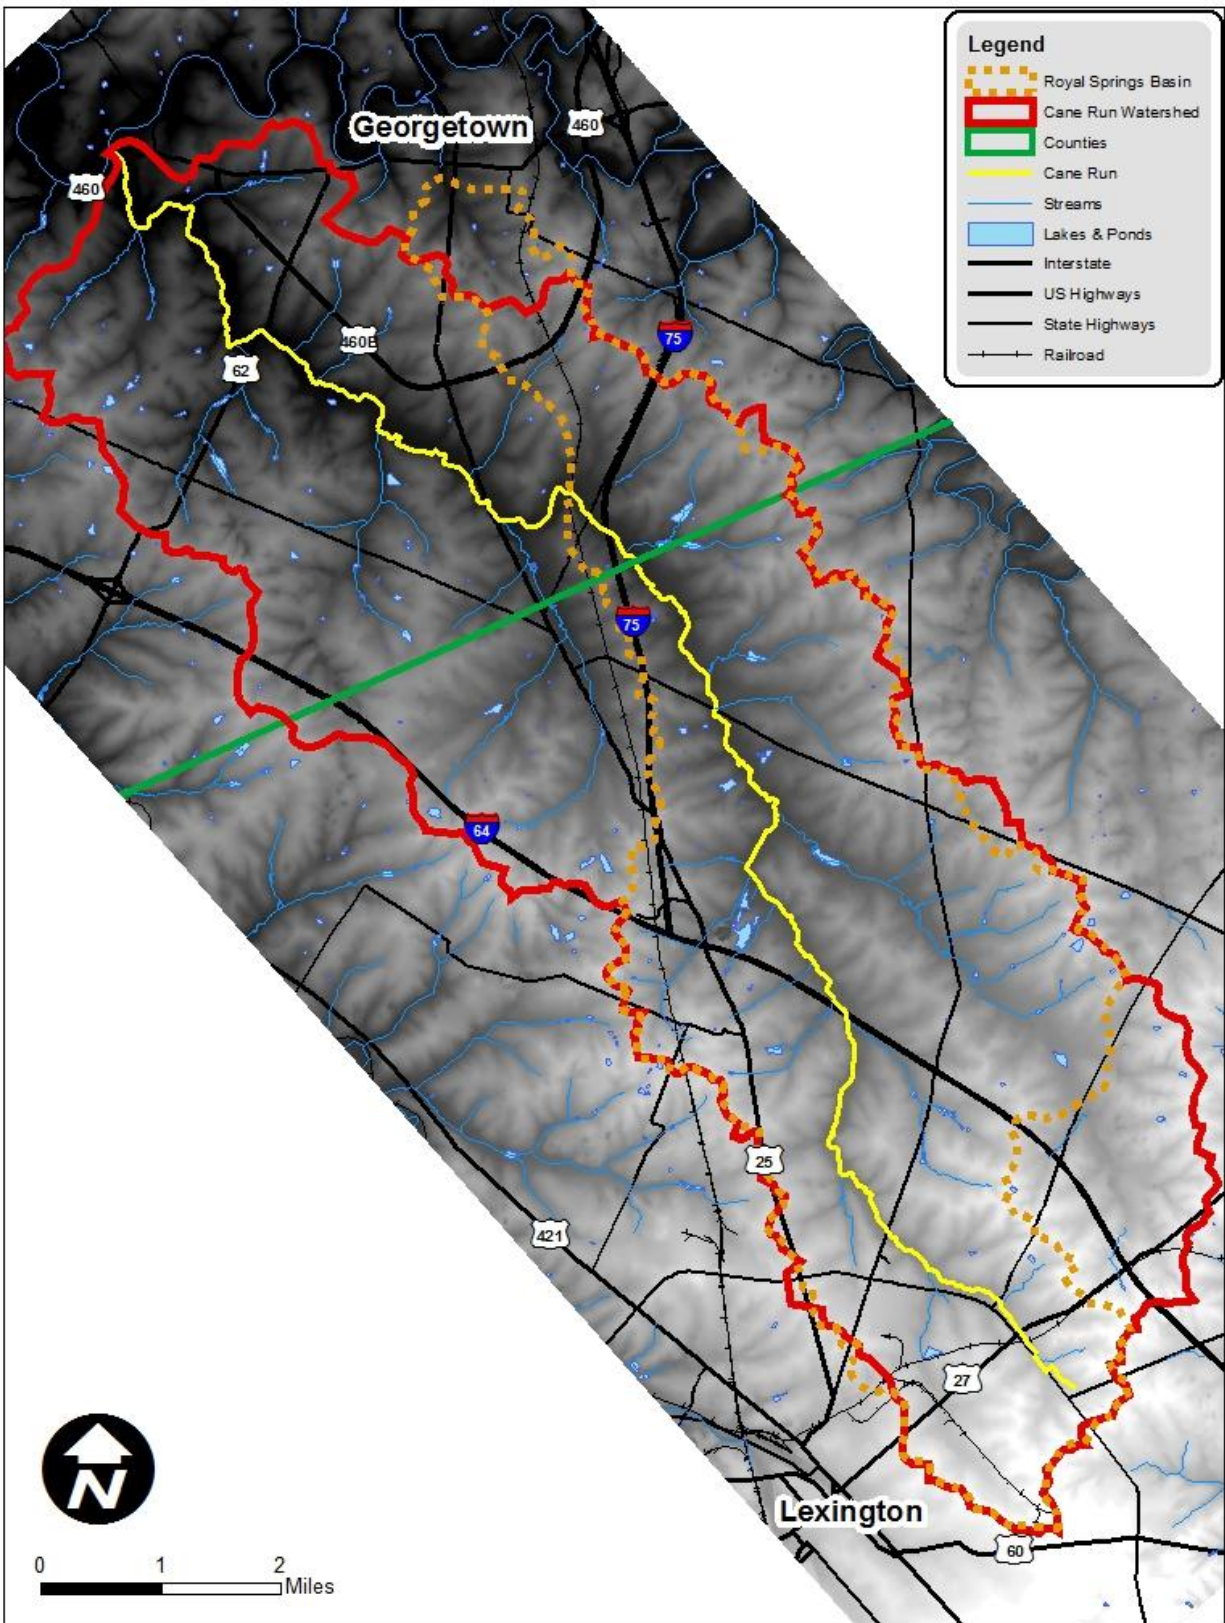 Legend
Royal Springs Basin
Cane Run Watershed
Counties
Cane Run
Streams
Lakes & Ponds
Interstate
US Highways
State Highways
Railroad
Georgetown
460
460
75
460B
62
75
64
25
421
27
Lexington
60
N
0 1 2
Miles